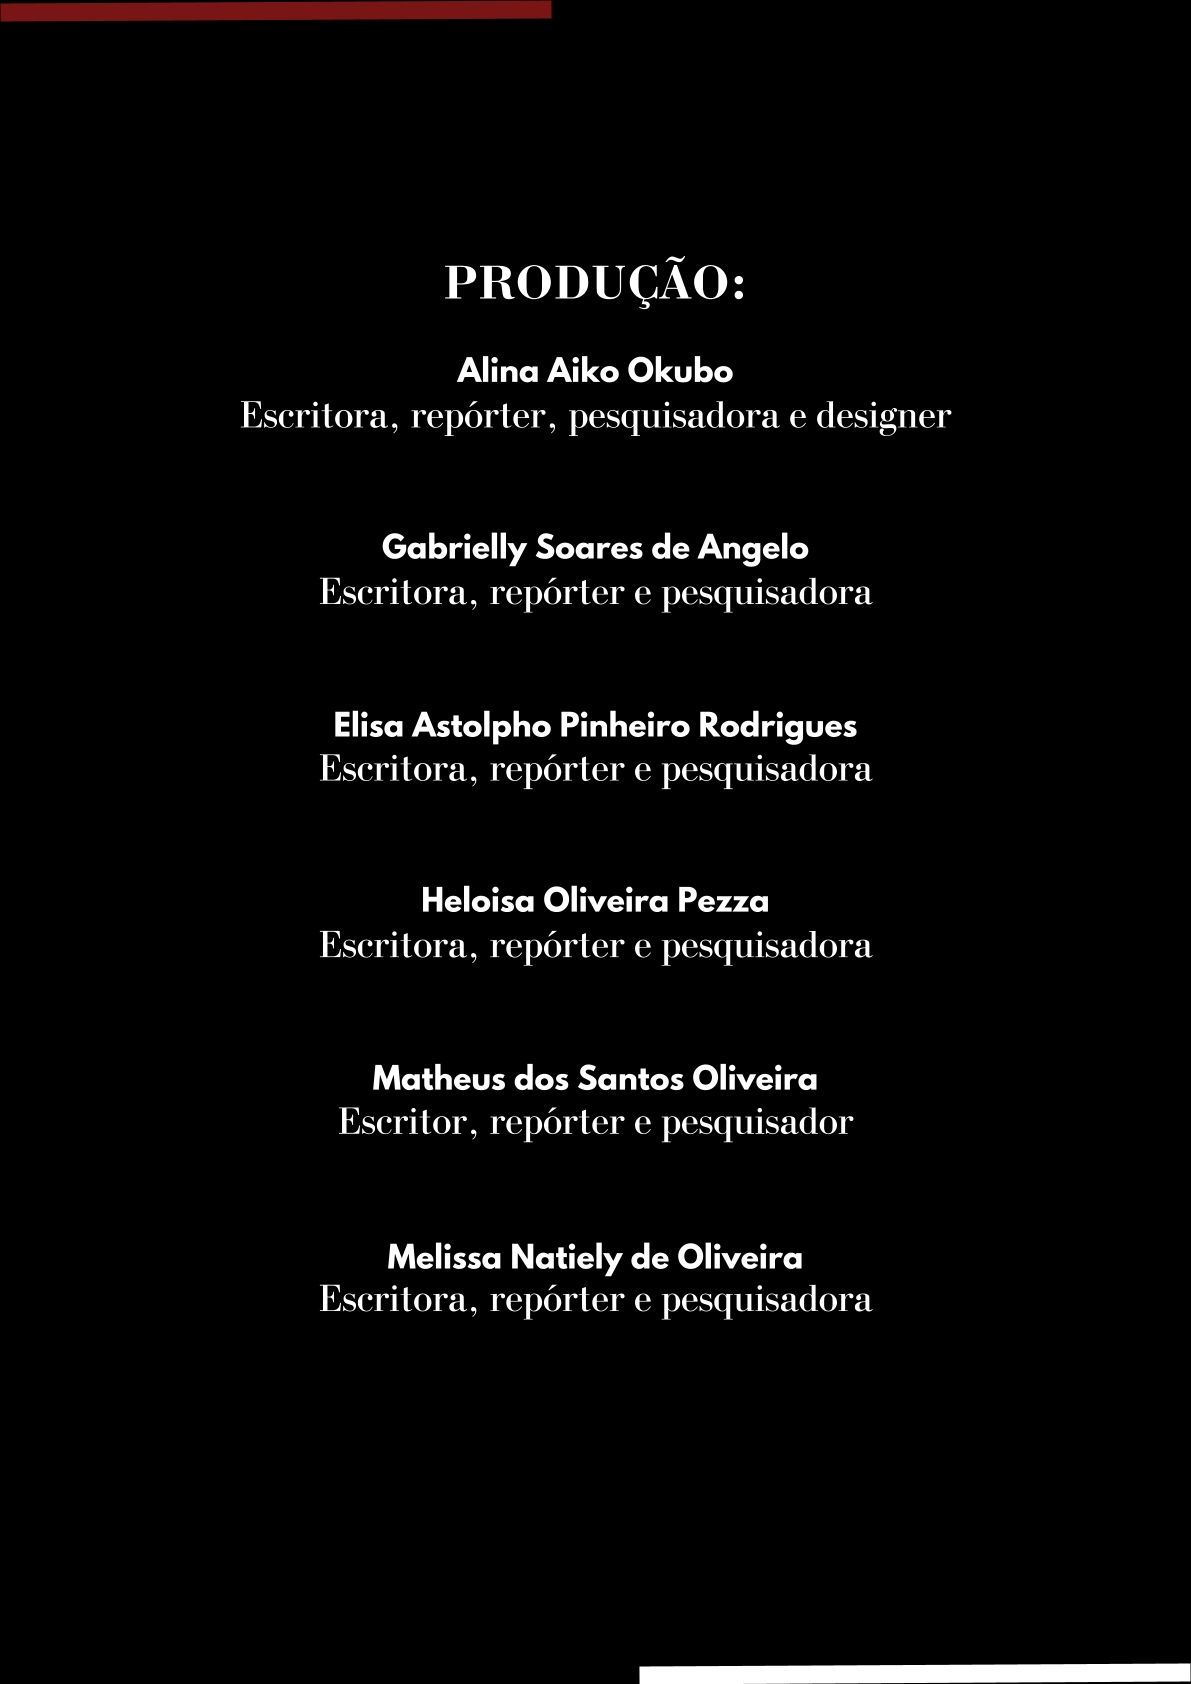 PRODUÇÃO:
Alina Aiko Okubo
Escritora, repórter, pesquisadora e designer
Gabrielly Soares de Angelo
Escritora, repórter e pesquisadora
Elisa Astolpho Pinheiro Rodrigues
Escritora, repórter e pesquisadora
Heloisa Oliveira Pezza
Escritora, repórter e pesquisadora
Matheus dos Santos Oliveira
Escritor, repórter e pesquisador
Melissa Natiely de Oliveira
Escritora, repórter e pesquisadora